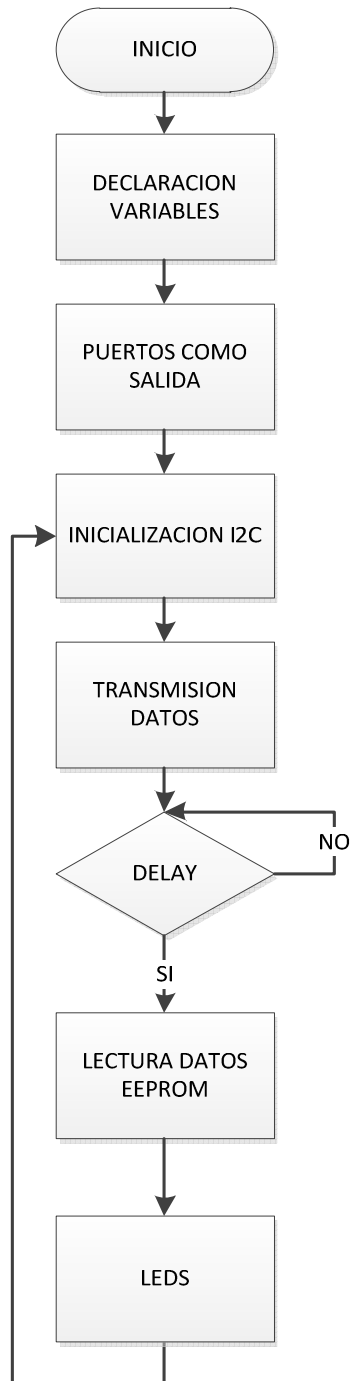 INICIO
DECLARACION
VARIABLES
PUERTOS COMO
SALIDA
INICIALIZACION I2C
TRANSMISION
DATOS
NO
DELAY
SI
LECTURA DATOS
EEPROM
LEDS